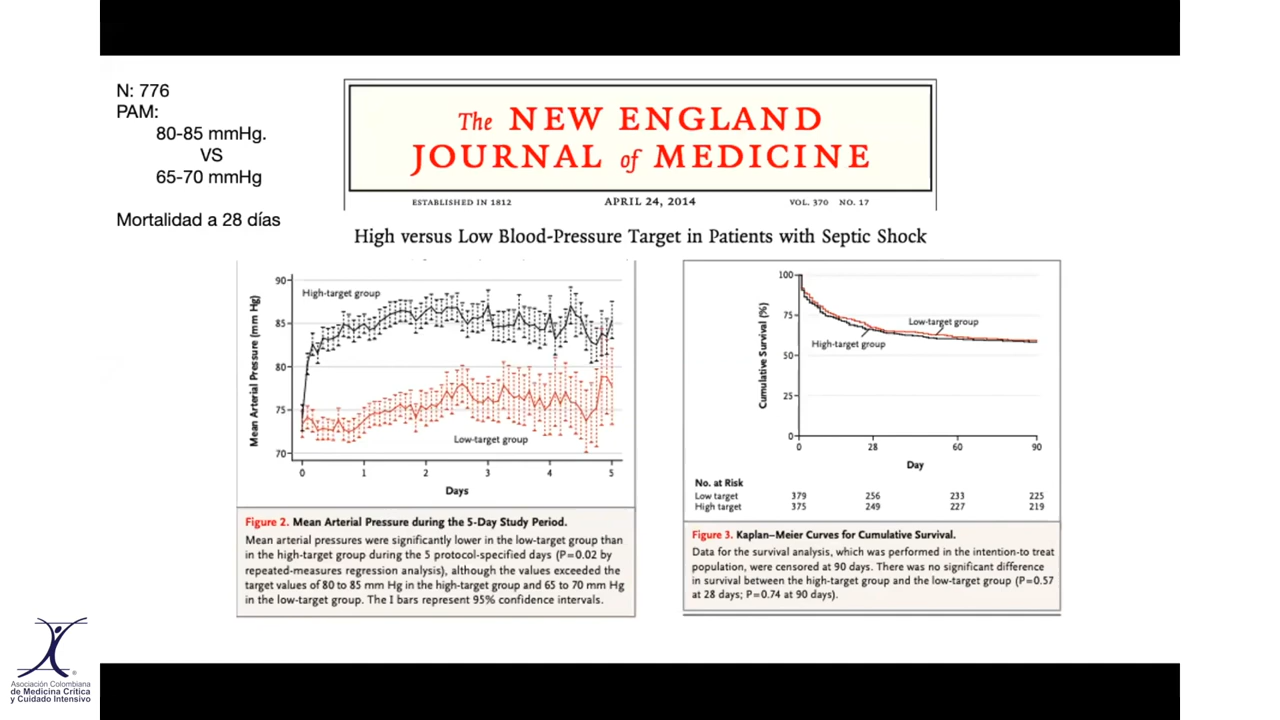 N: 776
PAM:
80-85 mmHg.
VS
65-70 mmHg
Mortalidad a 28 días
The NEW ENGLAND
JOURNAL of MEDICINE
ESTABLISHED IN 1812
APRIL 24, 2014
VOL. 370 NO. 17
High versus Low Blood-Pressure Target in Patients with Septic Shock
Mean Arterial Pressure (mm Hg)
90
85
80
75
70
High-target group
Low-target group
0 1 2 3 4 5
Days
Figure 2. Mean Arterial Pressure during the 5-Day Study Period.
Mean arterial pressures were significantly lower in the low-target group than
in the high-target group during the 5 protocol-specified days (P=0.02 by
repeated-measures regression analysis), although the values exceeded the
target values of 80 to 85 mm Hg in the high-target group and 65 to 70 mm Hg
in the low-target group. The I bars represent 95% confidence intervals.
Cumulative Survival (%)
100
75
50
25
0
Low-target group
High-target group
0 28 60 90
Day
No. at Risk
Low target 379 256 233 225
High target 375 249 227 219
Figure 3. Kaplan–Meier Curves for Cumulative Survival.
Data for the survival analysis, which was performed in the intention-to treat
population, were censored at 90 days. There was no significant difference
in survival between the high-target group and the low-target group (P=0.57
at 28 days; P=0.74 at 90 days).
Asociación Colombiana
de Medicina Crítica
y Cuidado Intensivo